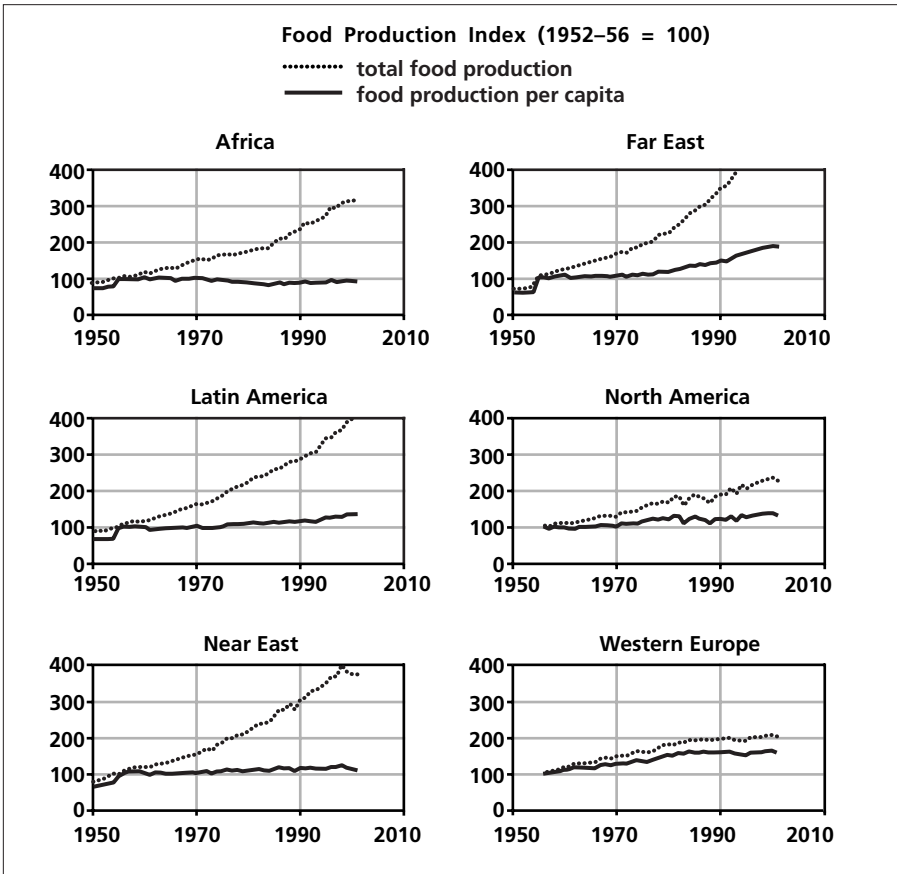 Food Production Index (1952–56 = 100)
total food production
food production per capita
Africa
400
300
200
100
0
1950 1970 1990 2010
Far East
400
300
200
100
0
1950 1970 1990 2010
Latin America
400
300
200
100
0
1950 1970 1990 2010
North America
400
300
200
100
0
1950 1970 1990 2010
Near East
400
300
200
100
0
1950 1970 1990 2010
Western Europe
400
300
200
100
0
1950 1970 1990 2010